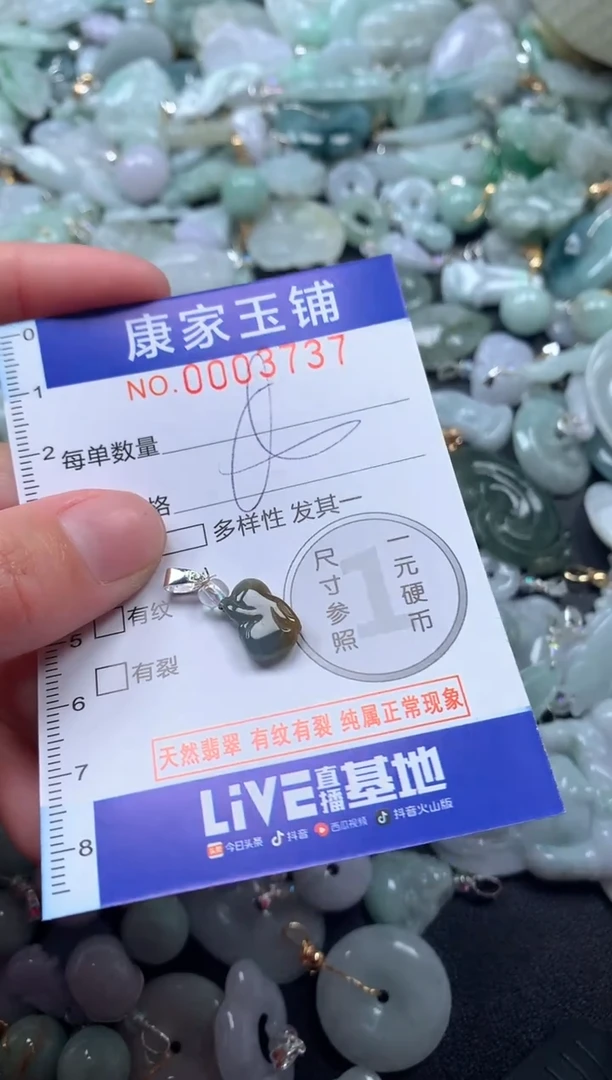 康家玉铺
NO.0003737
0
1
2
每单数量
格
多样性 发其一
尺寸参照
一元硬币
1
有纹
5
有裂
6
天然翡翠 有纹有裂 纯属正常现象
7
LiVE直播基地
8
头条 今日头条 抖音 西瓜视频 抖音火山版